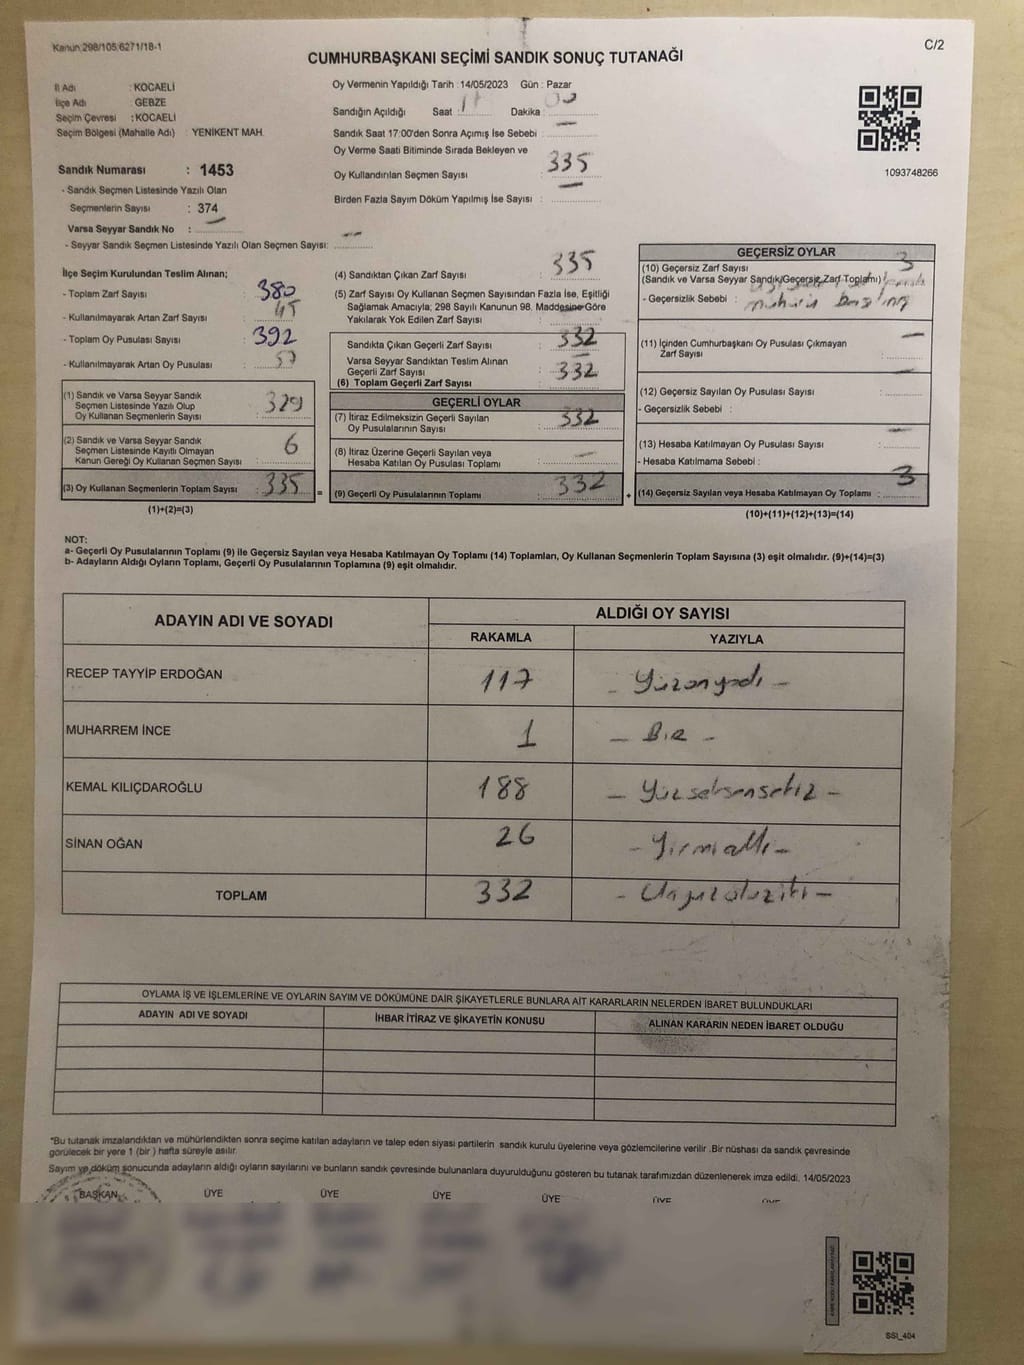 Kanun:298/105,6271/18-1
C/2
CUMHURBAŞKANI SEÇİMİ SANDIK SONUÇ TUTANAĞI
İl Adı : KOCAELİ
İlçe Adı : GEBZE
Seçim Çevresi : KOCAELİ
Seçim Bölgesi (Mahalle Adı) : YENİKENT MAH.
Sandık Numarası : 1453
- Sandık Seçmen Listesinde Yazılı Olan
Seçmenlerin Sayısı : 374
Varsa Seyyar Sandık No : —
- Seyyar Sandık Seçmen Listesinde Yazılı Olan Seçmen Sayısı: —
Oy Vermenin Yapıldığı Tarih : 14/05/2023 Gün : Pazar
Sandığın Açıldığı Saat : 17 Dakika : 00
Sandık Saat 17:00'den Sonra Açımış İse Sebebi : —
Oy Verme Saati Bitiminde Sırada Bekleyen ve
Oy Kullandırılan Seçmen Sayısı : 335
Birden Fazla Sayım Döküm Yapılmış İse Sayısı : —
1093748266
İlçe Seçim Kurulundan Teslim Alınan;
- Toplam Zarf Sayısı : 380
- Kullanılmayarak Artan Zarf Sayısı : 45
- Toplam Oy Pusulası Sayısı : 392
- Kullanılmayarak Artan Oy Pusulası : 57
(1) Sandık ve Varsa Seyyar Sandık
Seçmen Listesinde Yazılı Olup
Oy Kullanan Seçmenlerin Sayısı : 329
(2) Sandık ve Varsa Seyyar Sandık
Seçmen Listesinde Kayıtlı Olmayan
Kanun Gereği Oy Kullanan Seçmen Sayısı : 6
(3) Oy Kullanan Seçmenlerin Toplam Sayısı : 335 =
(1)+(2)=(3)
(4) Sandıktan Çıkan Zarf Sayısı : 335
(5) Zarf Sayısı Oy Kullanan Seçmen Sayısından Fazla İse, Eşitliği
Sağlamak Amacıyla; 298 Sayılı Kanunun 98. Maddesine Göre
Yakılarak Yok Edilen Zarf Sayısı : —
Sandıkta Çıkan Geçerli Zarf Sayısı : 332
Varsa Seyyar Sandıktan Teslim Alınan
Geçerli Zarf Sayısı : —
(6) Toplam Geçerli Zarf Sayısı : 332
GEÇERLİ OYLAR
(7) İtiraz Edilmeksizin Geçerli Sayılan
Oy Pusulalarının Sayısı : 332
(8) İtiraz Üzerine Geçerli Sayılan veya
Hesaba Katılan Oy Pusulası Toplamı : —
(9) Geçerli Oy Pusulalarının Toplamı : 332 +
GEÇERSİZ OYLAR
(10) Geçersiz Zarf Sayısı 3
(Sandık ve Varsa Seyyar Sandık/Geçersiz Zarf Toplamı)
- Geçersizlik Sebebi :
(11) İçinden Cumhurbaşkanı Oy Pusulası Çıkmayan —
Zarf Sayısı :
(12) Geçersiz Sayılan Oy Pusulası Sayısı : —
- Geçersizlik Sebebi :
(13) Hesaba Katılmayan Oy Pusulası Sayısı : —
- Hesaba Katılmama Sebebi :
(14) Geçersiz Sayılan veya Hesaba Katılmayan Oy Toplamı : 3
(10)+(11)+(12)+(13)=(14)
NOT:
a- Geçerli Oy Pusulalarının Toplamı (9) ile Geçersiz Sayılan veya Hesaba Katılmayan Oy Toplamı (14) Toplamları, Oy Kullanan Seçmenlerin Toplam Sayısına (3) eşit olmalıdır. (9)+(14)=(3)
b- Adayların Aldığı Oyların Toplamı, Geçerli Oy Pusulalarının Toplamına (9) eşit olmalıdır.
ADAYIN ADI VE SOYADI ALDIĞI OY SAYISI
RAKAMLA YAZIYLA
RECEP TAYYİP ERDOĞAN 117 - Yüzonyedi -
MUHARREM İNCE 1 - Bir -
KEMAL KILIÇDAROĞLU 188 - Yüzseksensekiz -
SİNAN OĞAN 26 - Yirmialtı -
TOPLAM 332 - Üçyüzotuziki -
OYLAMA İŞ VE İŞLEMLERİNE VE OYLARIN SAYIM VE DÖKÜMÜNE DAİR ŞİKAYETLERLE BUNLARA AİT KARARLARIN NELERDEN İBARET BULUNDUKLARI
ADAYIN ADI VE SOYADI İHBAR İTİRAZ VE ŞİKAYETİN KONUSU ALINAN KARARIN NEDEN İBARET OLDUĞU
"Bu tutanak imzalandıktan ve mühürlendikten sonra seçime katılan adayların ve talep eden siyasi partilerin sandık kurulu üyelerine veya gözlemcilerine verilir .Bir nüshası da sandık çevresinde
görülecek bir yere 1 (bir ) hafta süreyle asılır.
Sayım ve döküm sonucunda adayların aldığı oyların sayılarını ve bunların sandık çevresinde bulunanlara duyurulduğunu gösteren bu tutanak tarafımızdan düzenlenerek imza edildi. 14/05/2023
BAŞKAN ÜYE ÜYE ÜYE ÜYE ÜYE ÜYE
SSI_404